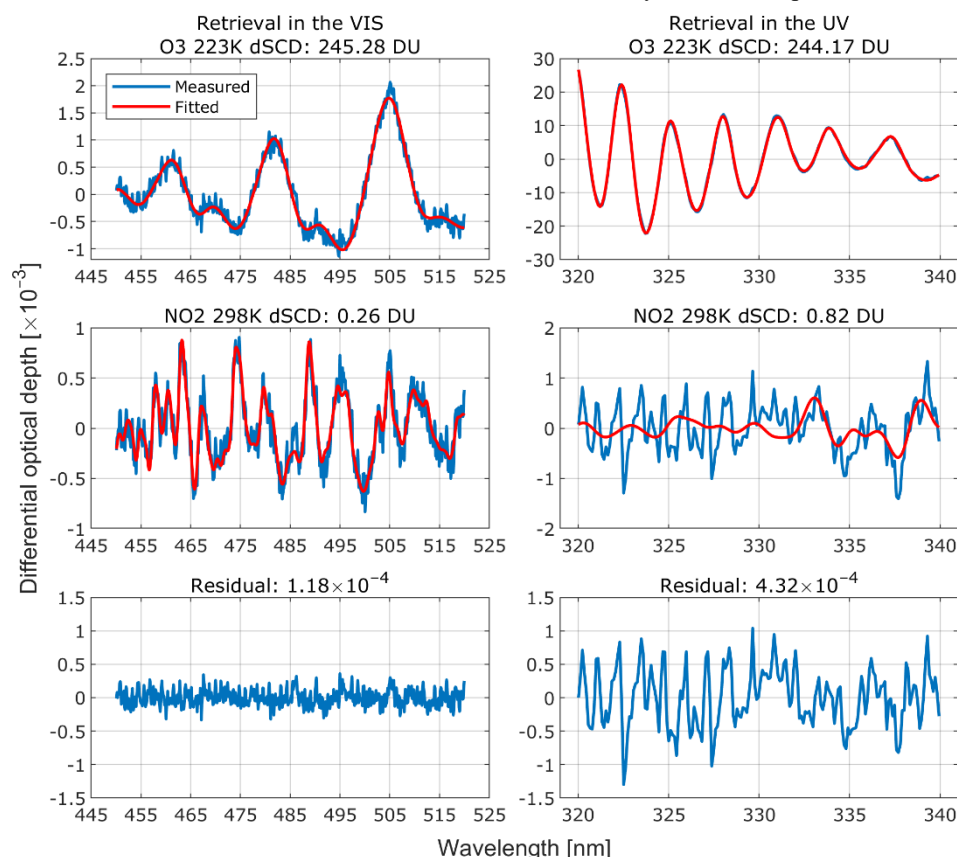 Retrieval in the VIS
O3 223K dSCD: 245.28 DU
2.5
2
1.5
1
0.5
0
-0.5
-1
445 455 465 475 485 495 505 515 525
Measured
Fitted
Retrieval in the UV
O3 223K dSCD: 244.17 DU
30
20
10
0
-10
-20
-30
320 325 330 335 340
NO2 298K dSCD: 0.26 DU
1
0.5
0
-0.5
-1
445 455 465 475 485 495 505 515 525
NO2 298K dSCD: 0.82 DU
2
1
0
-1
-2
320 325 330 335 340
Residual: 1.18×10⁻⁴
1.5
1
0.5
0
-0.5
-1
-1.5
445 455 465 475 485 495 505 515 525
Residual: 4.32×10⁻⁴
1.5
1
0.5
0
-0.5
-1
-1.5
320 325 330 335 340
Differential optical depth [×10⁻³]
Wavelength [nm]